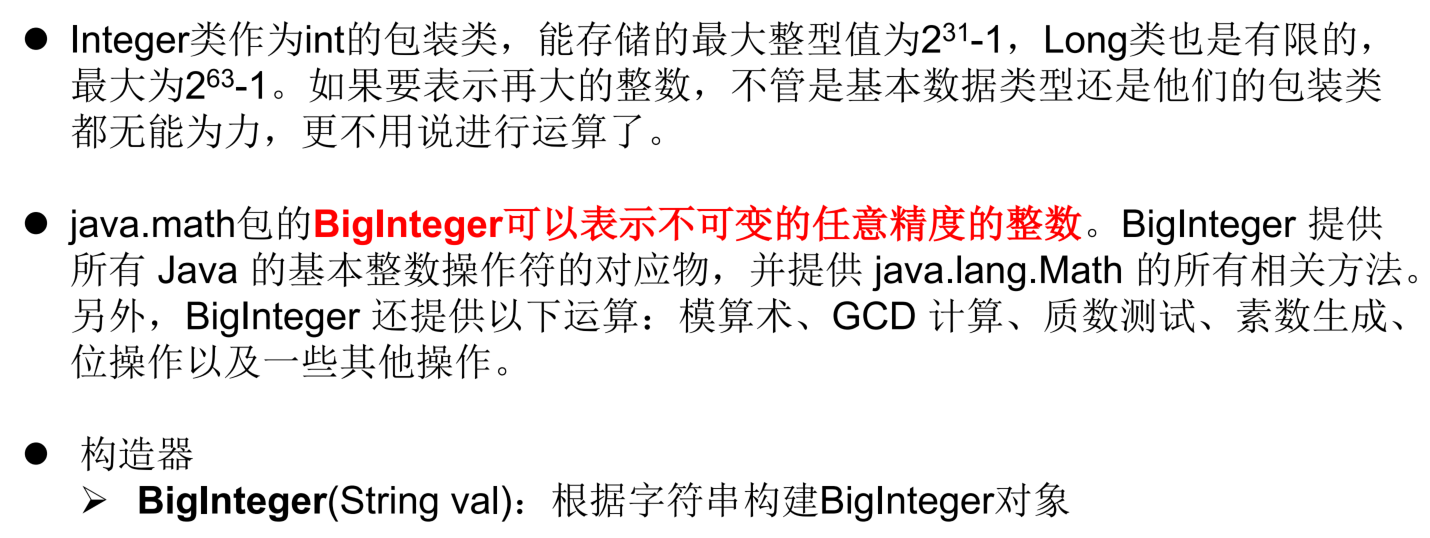 ● Integer类作为int的包装类，能存储的最大整型值为2³¹-1，Long类也是有限的，
最大为2⁶³-1。如果要表示再大的整数，不管是基本数据类型还是他们的包装类
都无能为力，更不用说进行运算了。
● java.math包的BigInteger可以表示不可变的任意精度的整数。BigInteger 提供
所有 Java 的基本整数操作符的对应物，并提供 java.lang.Math 的所有相关方法。
另外，BigInteger 还提供以下运算：模算术、GCD 计算、质数测试、素数生成、
位操作以及一些其他操作。
● 构造器
➢ BigInteger(String val)：根据字符串构建BigInteger对象